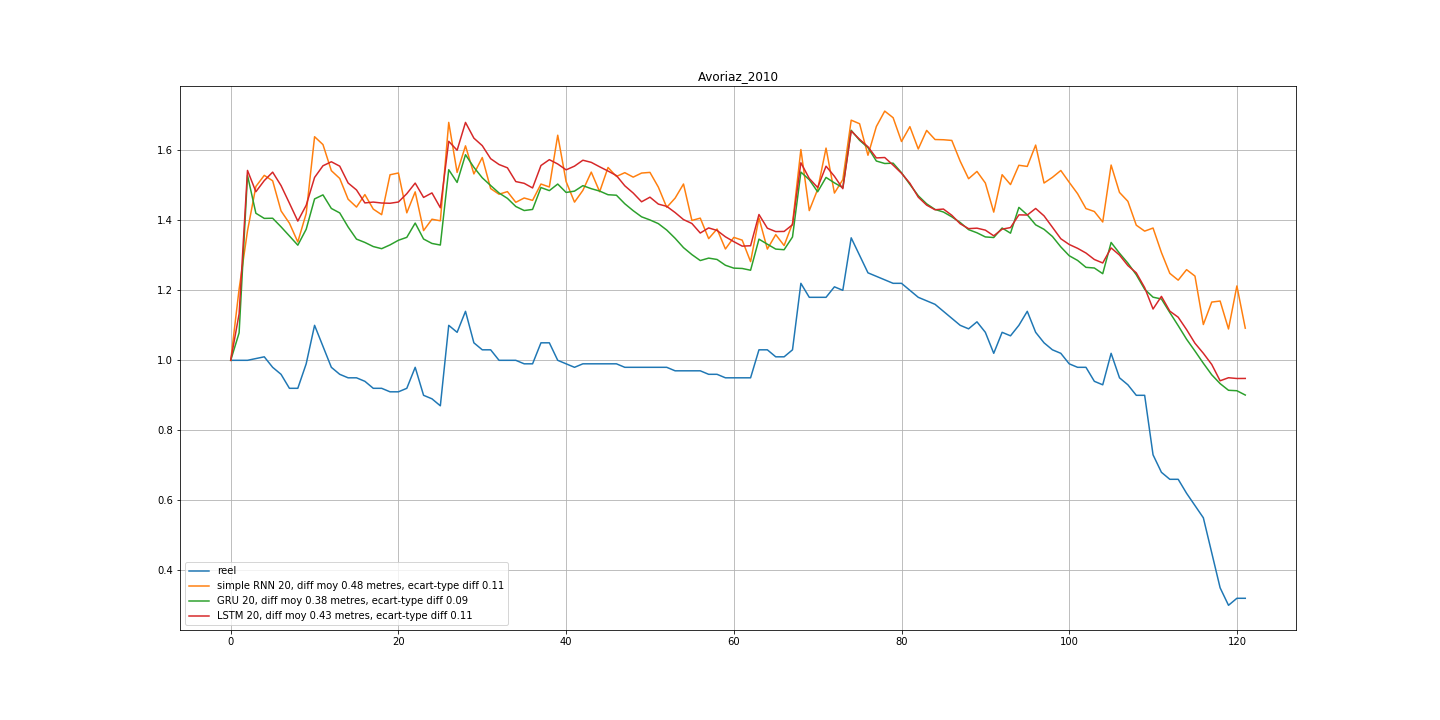 Avoriaz_2010
1.6
1.4
1.2
1.0
0.8
0.6
0.4
reel
simple RNN 20, diff moy 0.48 metres, ecart-type diff 0.11
GRU 20, diff moy 0.38 metres, ecart-type diff 0.09
LSTM 20, diff moy 0.43 metres, ecart-type diff 0.11
0 20 40 60 80 100 120